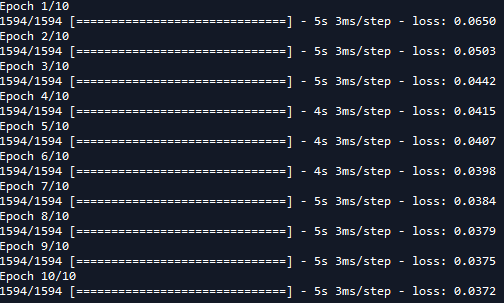 Epoch 1/10
1594/1594 [==============================] - 5s 3ms/step - loss: 0.0650
Epoch 2/10
1594/1594 [==============================] - 5s 3ms/step - loss: 0.0503
Epoch 3/10
1594/1594 [==============================] - 5s 3ms/step - loss: 0.0442
Epoch 4/10
1594/1594 [==============================] - 4s 3ms/step - loss: 0.0415
Epoch 5/10
1594/1594 [==============================] - 4s 3ms/step - loss: 0.0407
Epoch 6/10
1594/1594 [==============================] - 4s 3ms/step - loss: 0.0398
Epoch 7/10
1594/1594 [==============================] - 5s 3ms/step - loss: 0.0384
Epoch 8/10
1594/1594 [==============================] - 5s 3ms/step - loss: 0.0379
Epoch 9/10
1594/1594 [==============================] - 5s 3ms/step - loss: 0.0375
Epoch 10/10
1594/1594 [==============================] - 5s 3ms/step - loss: 0.0372